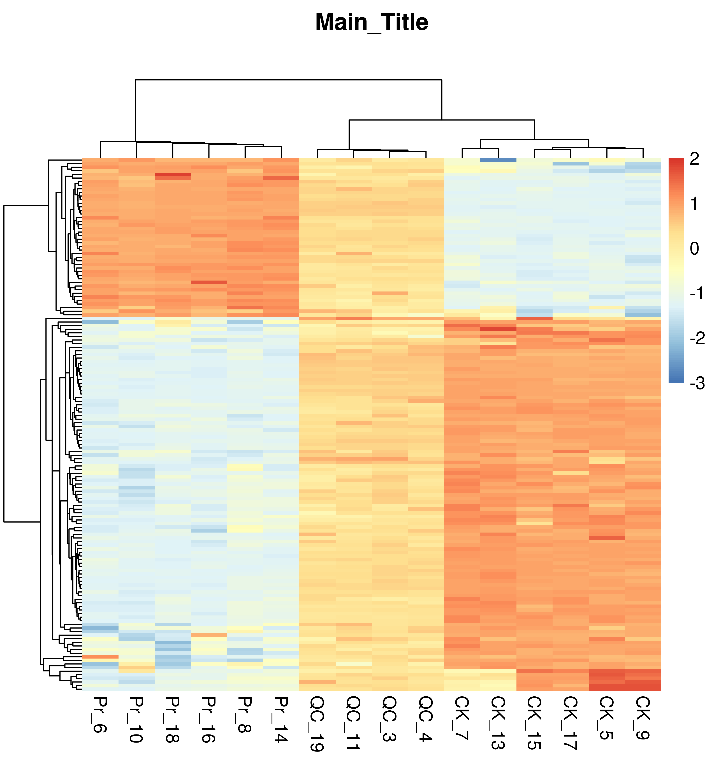 Main_Title
2
1
0
-1
-2
-3
Pr_6
Pr_10
Pr_18
Pr_16
Pr_8
Pr_14
QC_19
QC_11
QC_3
QC_4
CK_7
CK_13
CK_15
CK_17
CK_5
CK_9